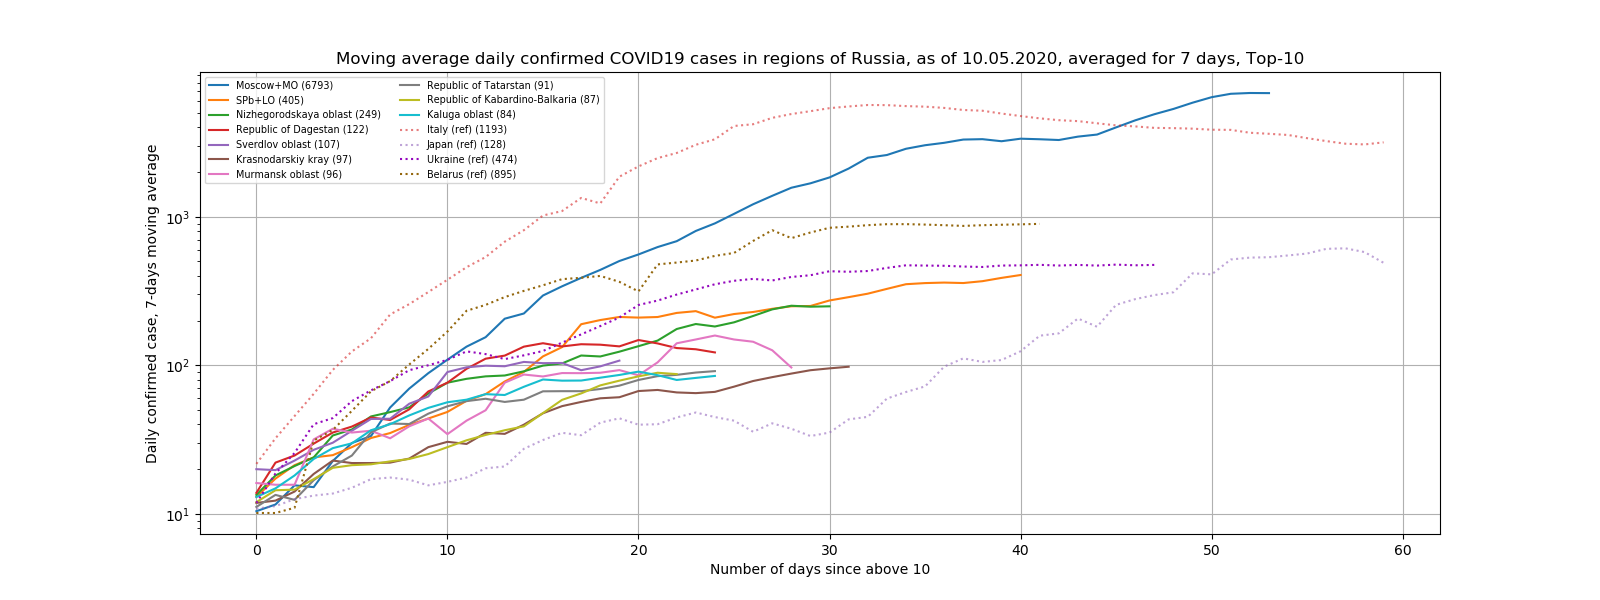 Moving average daily confirmed COVID19 cases in regions of Russia, as of 10.05.2020, averaged for 7 days, Top-10
Moscow+MO (6793)
SPb+LO (405)
Nizhegorodskaya oblast (249)
Republic of Dagestan (122)
Sverdlov oblast (107)
Krasnodarskiy kray (97)
Murmansk oblast (96)
Republic of Tatarstan (91)
Republic of Kabardino-Balkaria (87)
Kaluga oblast (84)
Italy (ref) (1193)
Japan (ref) (128)
Ukraine (ref) (474)
Belarus (ref) (895)
Daily confirmed case, 7-days moving average
10³
10²
10¹
0 10 20 30 40 50 60
Number of days since above 10